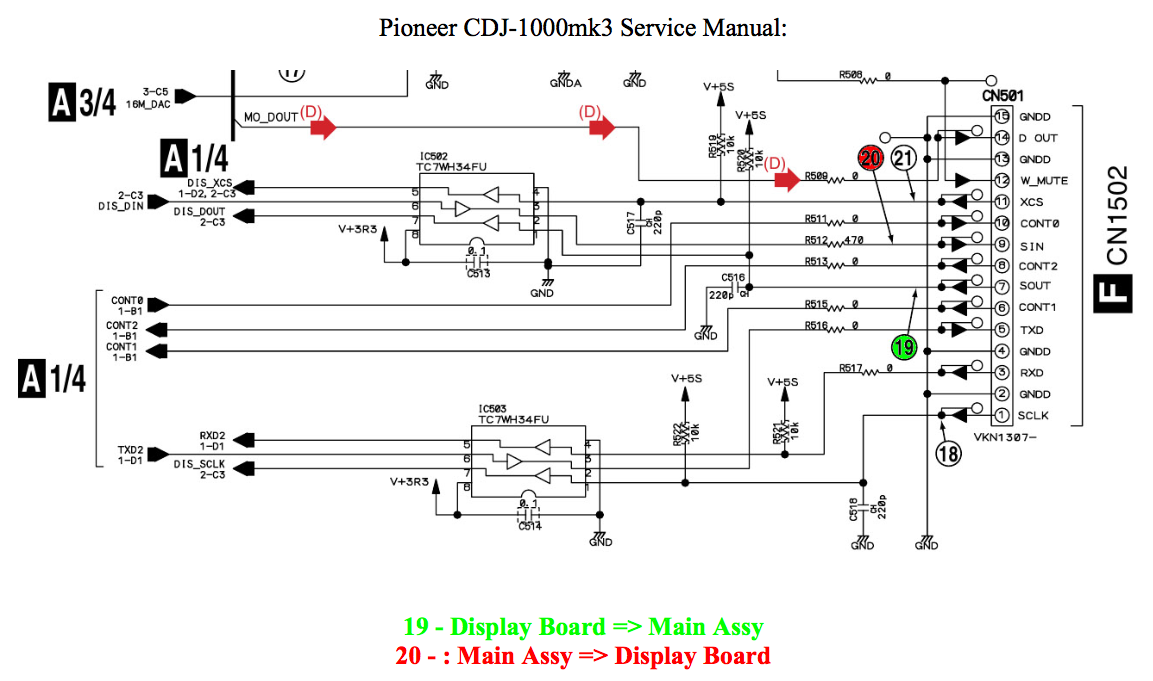 Pioneer CDJ-1000mk3 Service Manual:
17
R508 0
GND
GNDA
GND
V+5S
CN501
A 3/4
3-C5
16M_DAC
MO_DOUT
(D)
(D)
V+5S
15 GNDD
14 D OUT
A 1/4
R519
10k
R520
10k
(D)
20
21
13 GNDD
IC502
TC7WH34FU
R509 0
12 W_MUTE
DIS_XCS
1-D2, 2-C3
2-C3
DIS_DIN
5
4
11 XCS
DIS_DOUT
2-C3
6
3
C517
220p
CH
R511 0
10 CONT0
7
2
V+3R3
8
1
R512 470
9 SIN
0.1
C513
R513 0
8 CONT2
GND
C516
220p
CH
7 SOUT
CONT0
1-B1
R515 0
6 CONT1
CONT2
1-B1
GND
R516 0
5 TXD
CONT1
1-B1
19
4 GNDD
A 1/4
V+5S
V+5S
R517 0
3 RXD
2 GNDD
IC503
TC7WH34FU
R522
10k
R521
10k
1 SCLK
VKN1307-
F CN1502
RXD2
1-D1
TXD2
1-D1
5
4
18
DIS_SCLK
2-C3
6
3
7
2
V+3R3
8
1
0.1
C514
C518
CH
220p
GND
GND
GND
19 - Display Board => Main Assy
20 - : Main Assy => Display Board